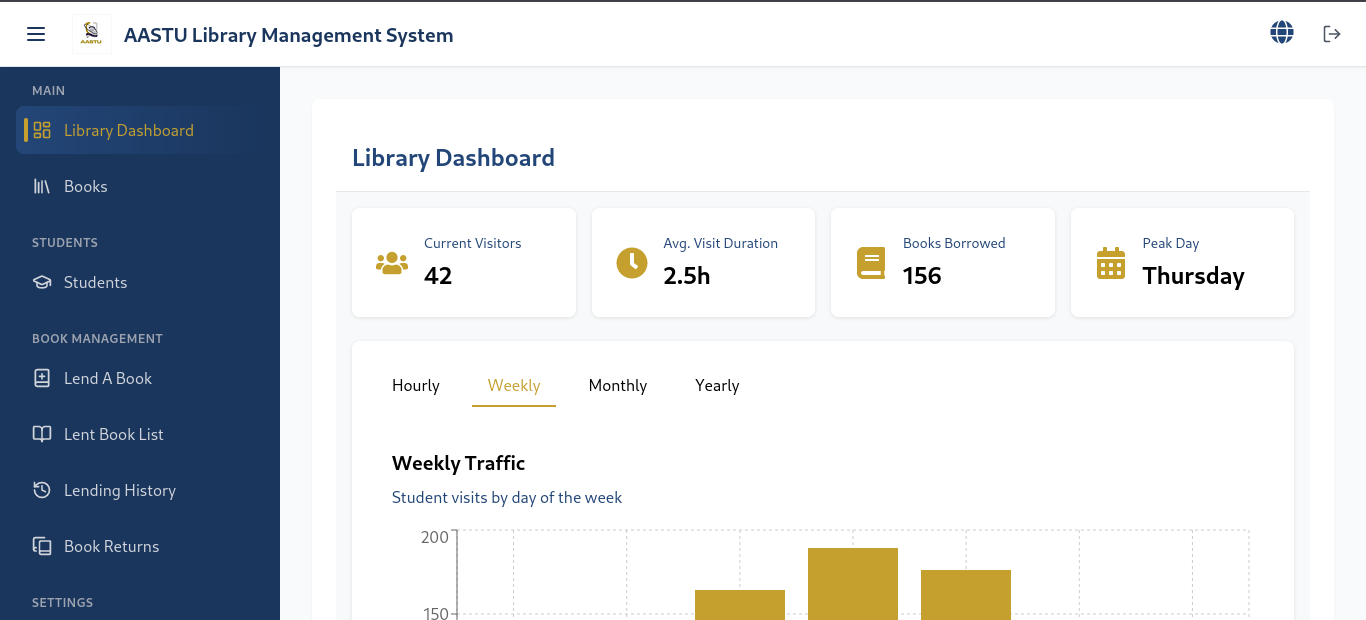 AASTU
AASTU Library Management System
MAIN
Library Dashboard
Books
STUDENTS
Students
BOOK MANAGEMENT
Lend A Book
Lent Book List
Lending History
Book Returns
SETTINGS
Library Dashboard
Current Visitors
42
Avg. Visit Duration
2.5h
Books Borrowed
156
Peak Day
Thursday
Hourly Weekly Monthly Yearly
Weekly Traffic
Student visits by day of the week
200
150